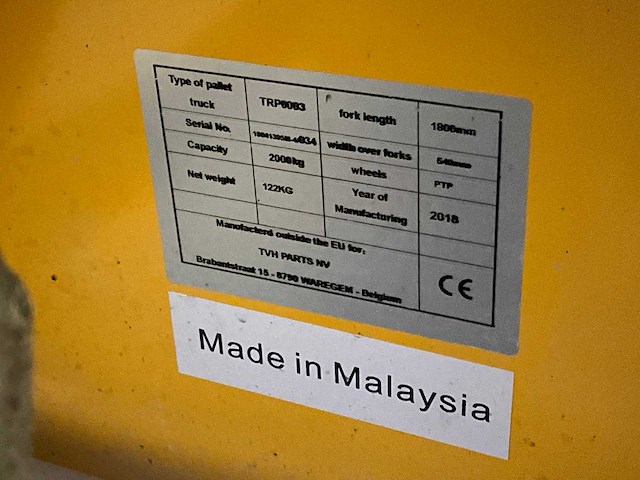 Type of pallet truck TRP0003 fork length 1800mm
Serial No. width over forks 540mm
Capacity 2000kg wheels PTP
Net weight 122KG Year of Manufacturing 2018
Manufacterd outside the EU for:
TVH PARTS NV
Brabantstraat 15 - 8790 WAREGEM - Belgium
CE
Made in Malaysia